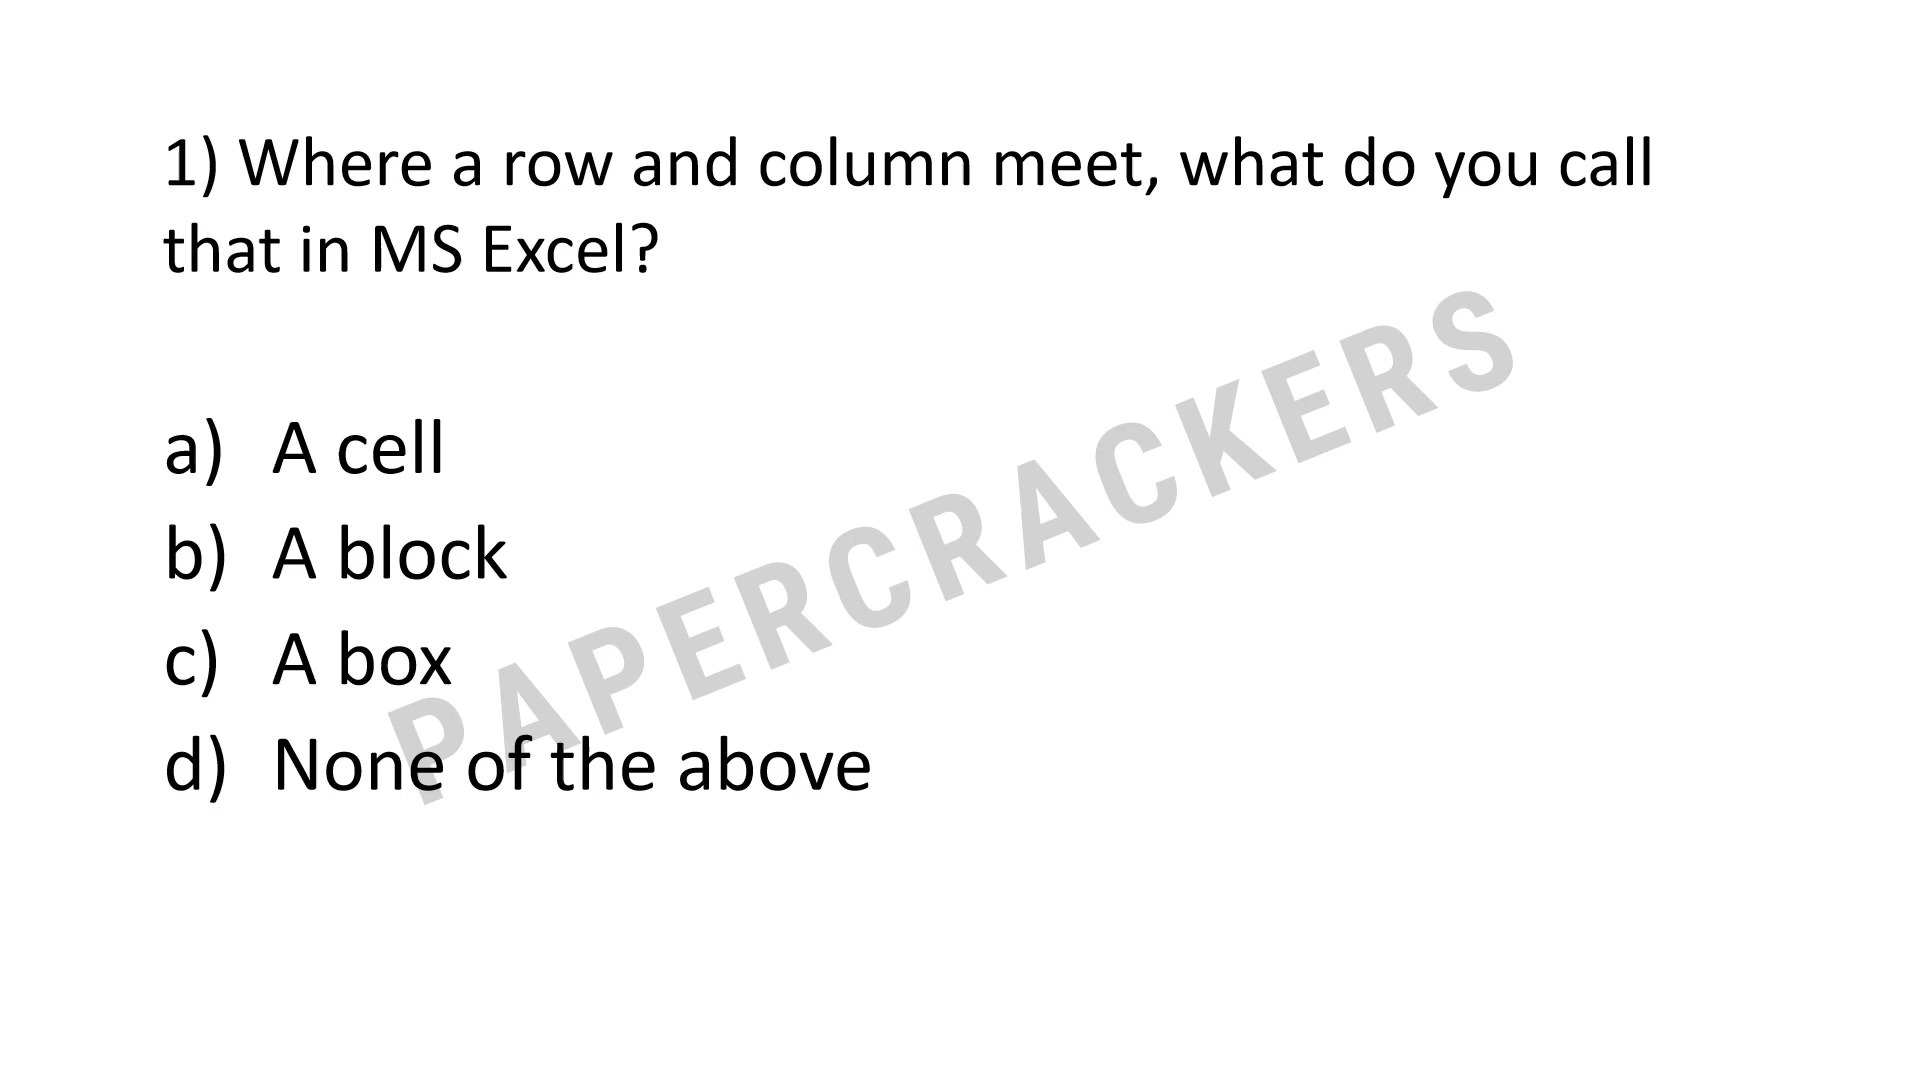 1) Where a row and column meet, what do you call
that in MS Excel?
a) A cell
b) A block
c) A box
d) None of the above
PAPERCRACKERS